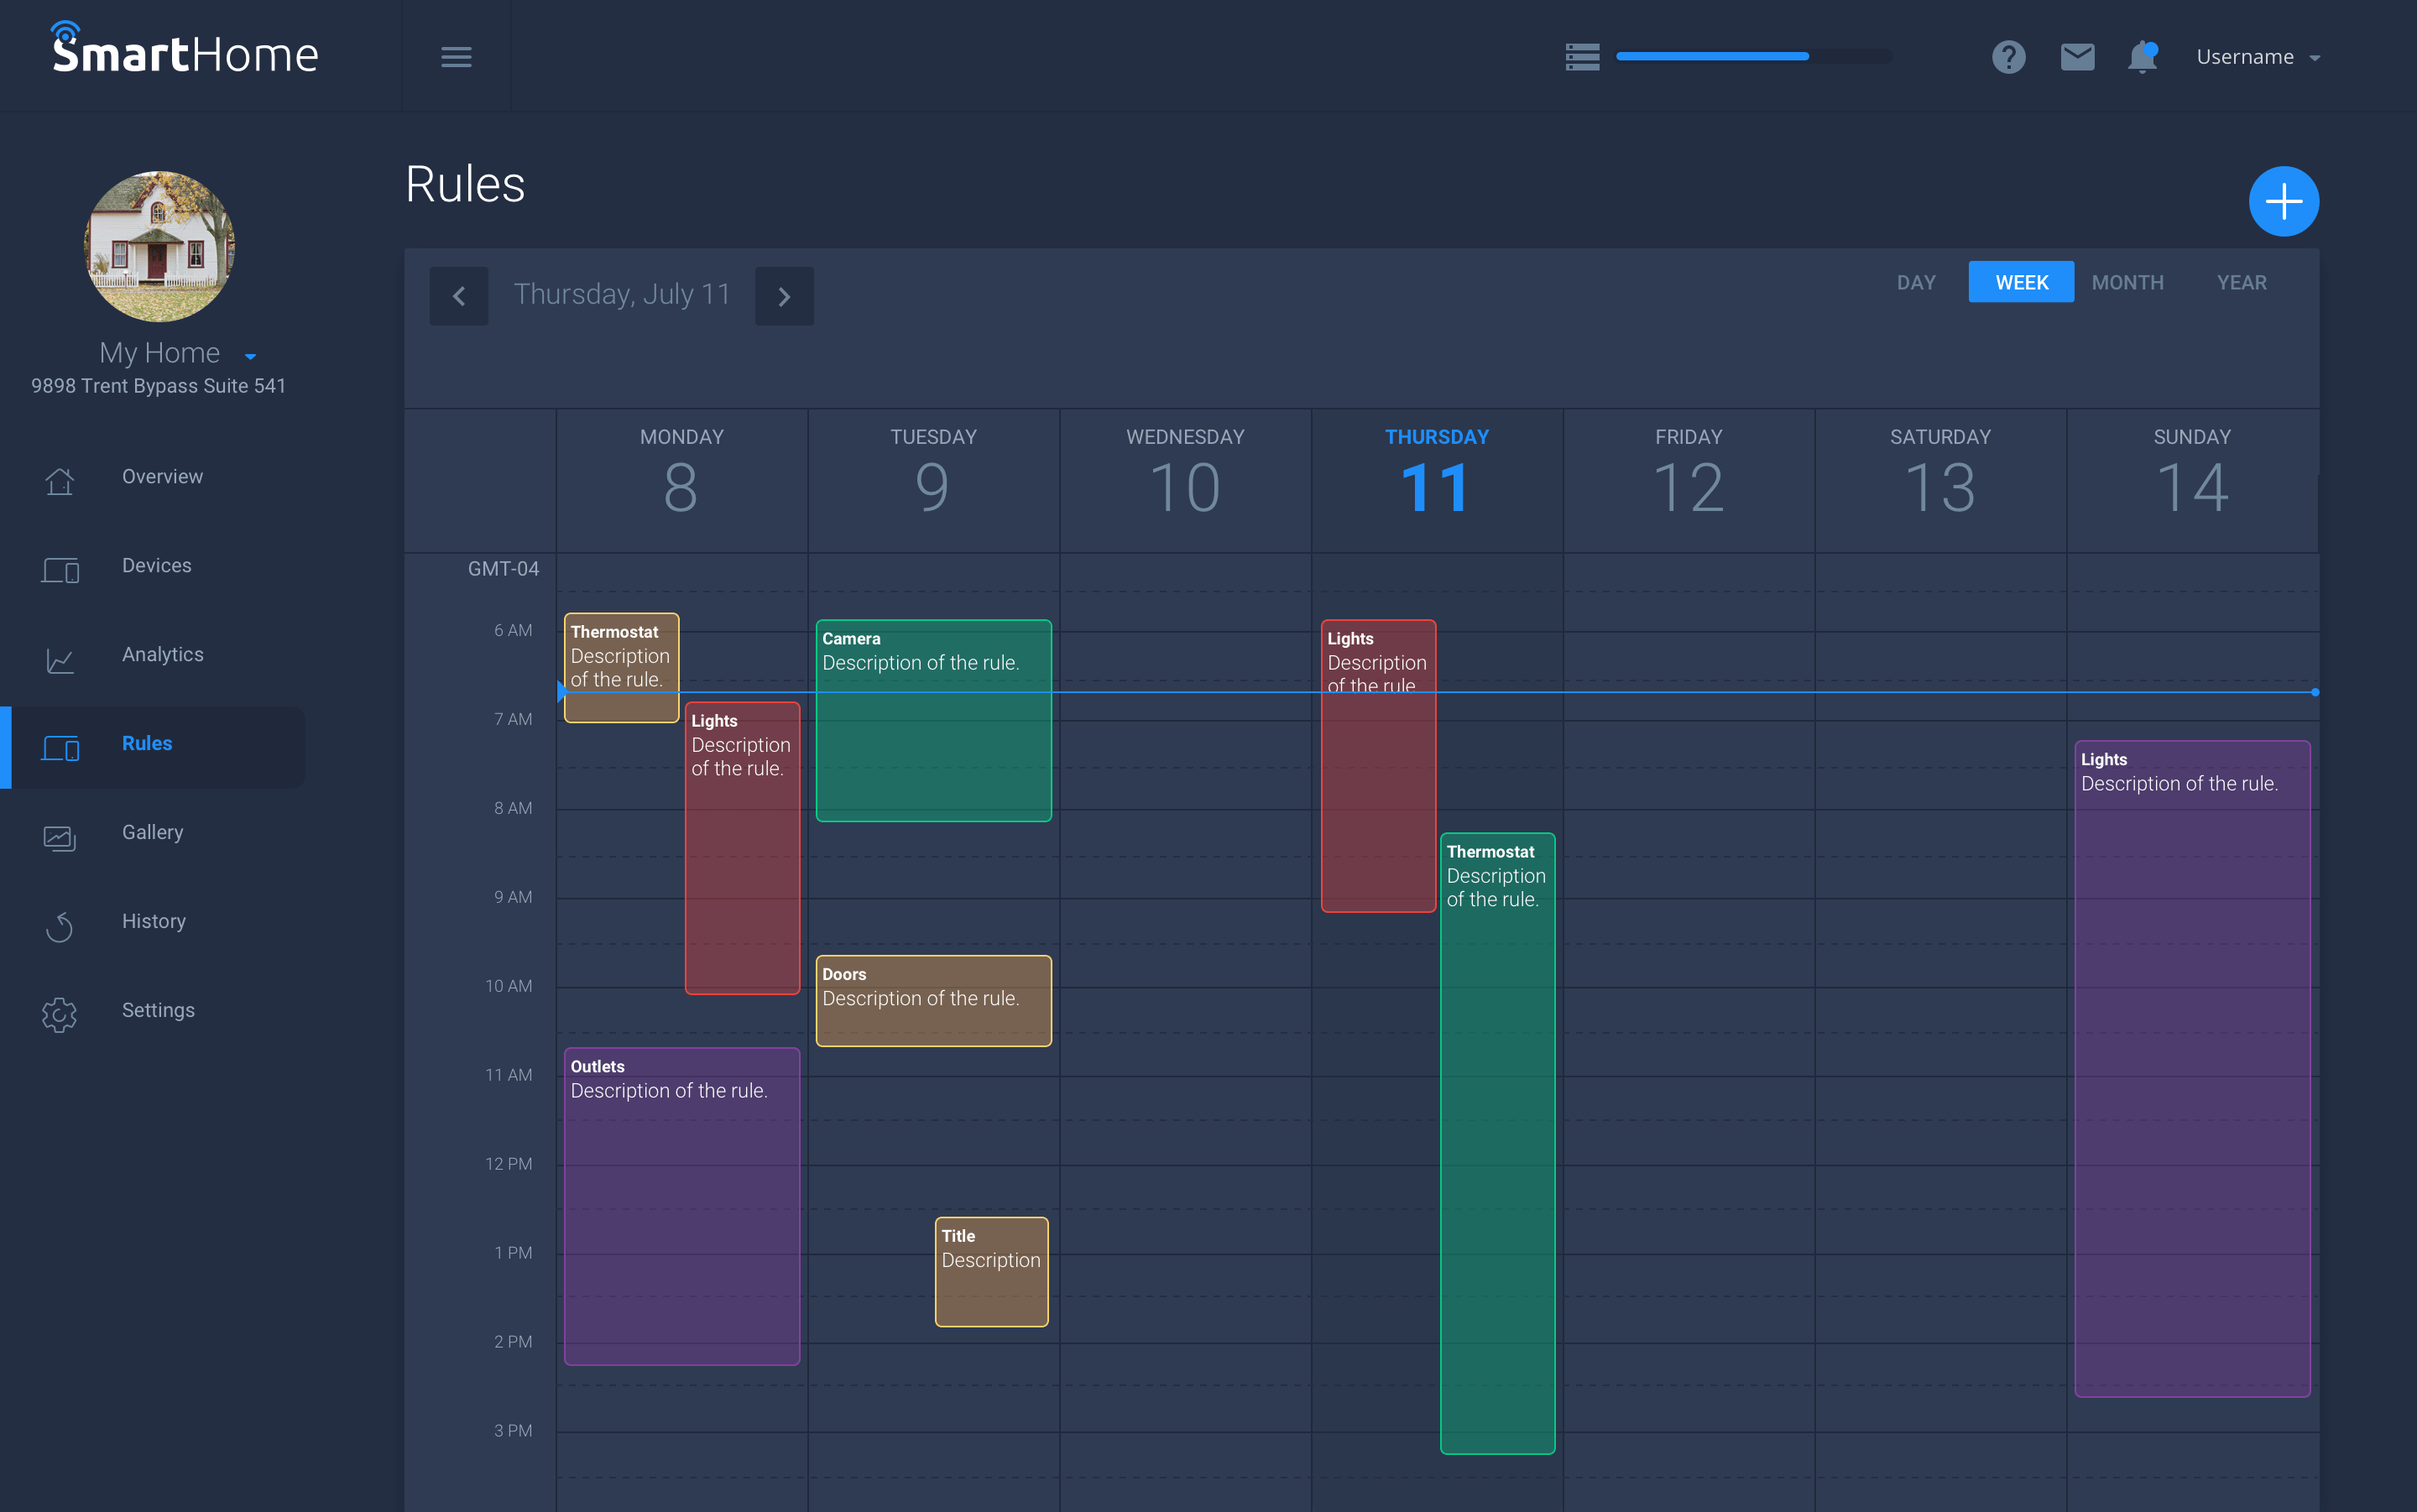 SmartHome
Username
My Home
9898 Trent Bypass Suite 541
Overview
Devices
Analytics
Rules
Gallery
History
Settings
Rules
Thursday, July 11
DAY
WEEK
MONTH
YEAR
MONDAY
8
TUESDAY
9
WEDNESDAY
10
THURSDAY
11
FRIDAY
12
SATURDAY
13
SUNDAY
14
GMT-04
6 AM
7 AM
8 AM
9 AM
10 AM
11 AM
12 PM
1 PM
2 PM
3 PM
Thermostat
Description
of the rule.
Lights
Description
of the rule.
Outlets
Description of the rule.
Camera
Description of the rule.
Doors
Description of the rule.
Title
Description
Lights
Description
of the rule
Thermostat
Description
of the rule.
Lights
Description of the rule.